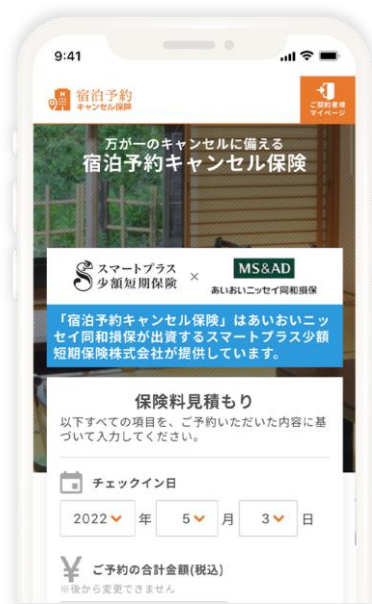 9:41
宿泊予約
キャンセル保険
ご契約者様
マイページ
万が一のキャンセルに備える
宿泊予約キャンセル保険
スマートプラス
少額短期保険
×
MS&AD
あいおいニッセイ同和損保
「宿泊予約キャンセル保険」はあいおいニッ
セイ同和損保が出資するスマートプラス少額
短期保険株式会社が提供しています。
保険料見積もり
以下すべての項目を、ご予約いただいた内容に基
づいて入力してください。
チェックイン日
2022 年 5 月 3 日
¥ ご予約の合計金額(税込)
※後から変更できません